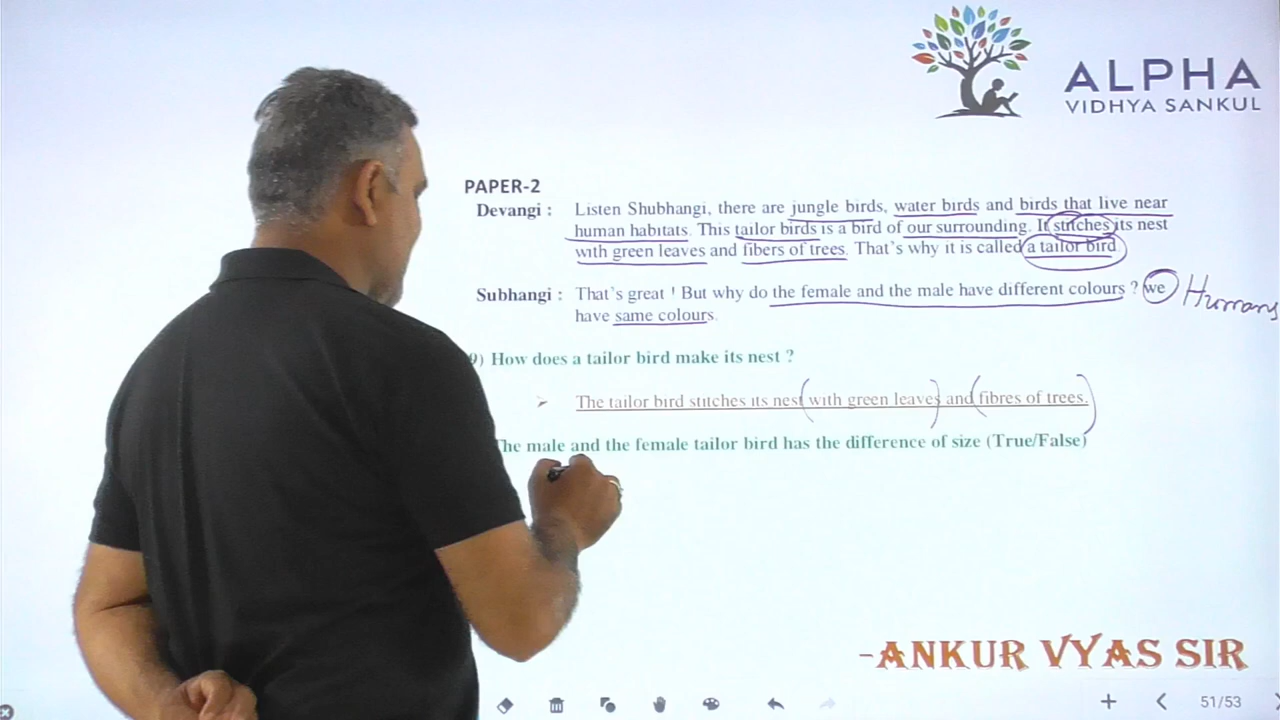 ALPHA
VIDHYA SANKUL
PAPER-2
Devangi : Listen Shubhangi, there are jungle birds, water birds and birds that live near
human habitats. This tailor birds is a bird of our surrounding. It stitches its nest
with green leaves and fibers of trees. That's why it is called a tailor bird
Subhangi : That's great ! But why do the female and the male have different colours ? we Humans
have same colours.
9) How does a tailor bird make its nest ?
➢ The tailor bird stitches its nest (with green leaves) and (fibres of trees.)
The male and the female tailor bird has the difference of size (True/False)
-ANKUR VYAS SIR
51/53